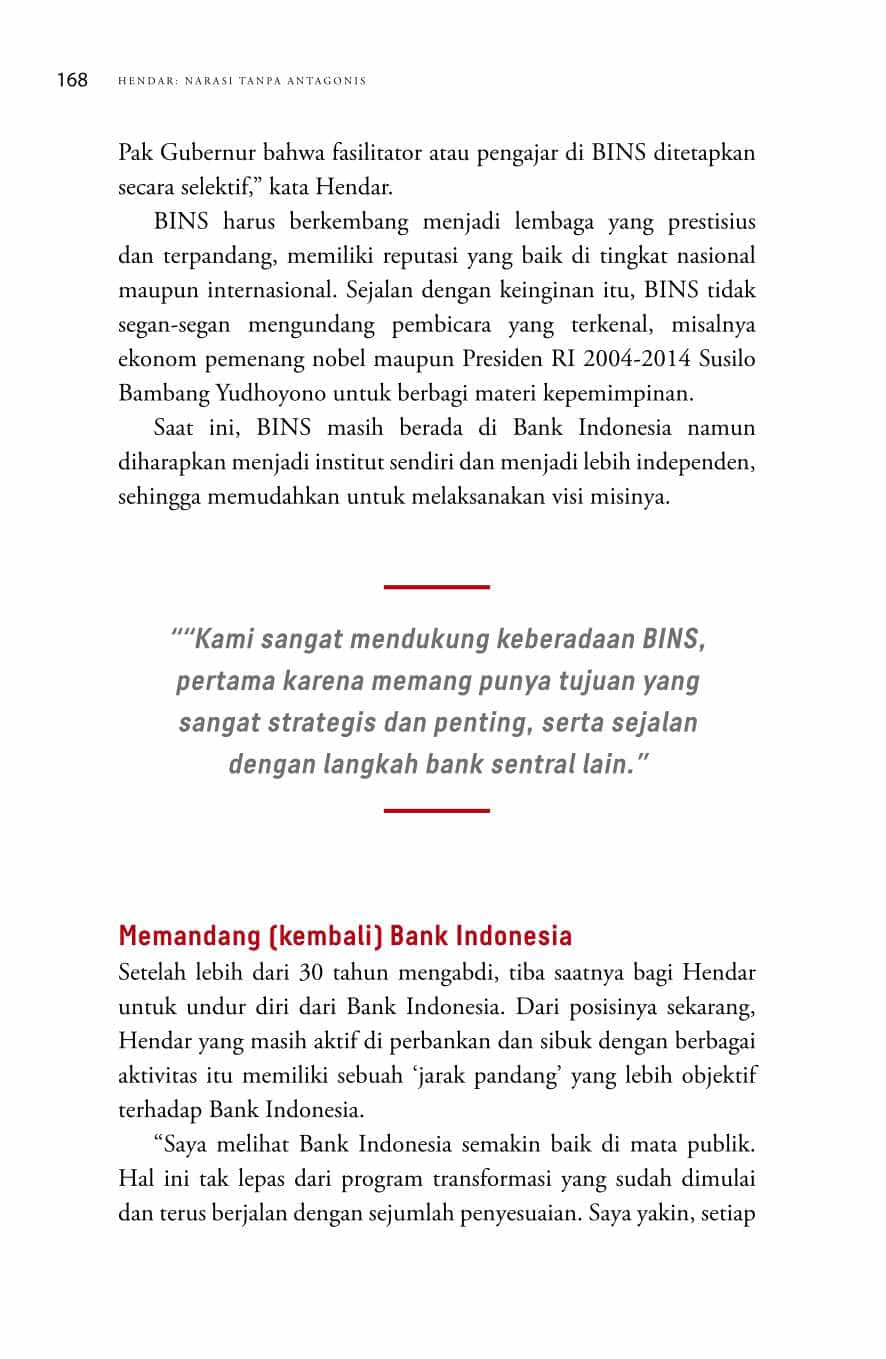 168 HENDAR: NARASI TANPA ANTAGONIS
Pak Gubernur bahwa fasilitator atau pengajar di BINS ditetapkan
secara selektif,” kata Hendar.
BINS harus berkembang menjadi lembaga yang prestisius
dan terpandang, memiliki reputasi yang baik di tingkat nasional
maupun internasional. Sejalan dengan keinginan itu, BINS tidak
segan-segan mengundang pembicara yang terkenal, misalnya
ekonom pemenang nobel maupun Presiden RI 2004-2014 Susilo
Bambang Yudhoyono untuk berbagi materi kepemimpinan.
Saat ini, BINS masih berada di Bank Indonesia namun
diharapkan menjadi institut sendiri dan menjadi lebih independen,
sehingga memudahkan untuk melaksanakan visi misinya.
““Kami sangat mendukung keberadaan BINS,
pertama karena memang punya tujuan yang
sangat strategis dan penting, serta sejalan
dengan langkah bank sentral lain.”
Memandang (kembali) Bank Indonesia
Setelah lebih dari 30 tahun mengabdi, tiba saatnya bagi Hendar
untuk undur diri dari Bank Indonesia. Dari posisinya sekarang,
Hendar yang masih aktif di perbankan dan sibuk dengan berbagai
aktivitas itu memiliki sebuah ‘jarak pandang’ yang lebih objektif
terhadap Bank Indonesia.
“Saya melihat Bank Indonesia semakin baik di mata publik.
Hal ini tak lepas dari program transformasi yang sudah dimulai
dan terus berjalan dengan sejumlah penyesuaian. Saya yakin, setiap